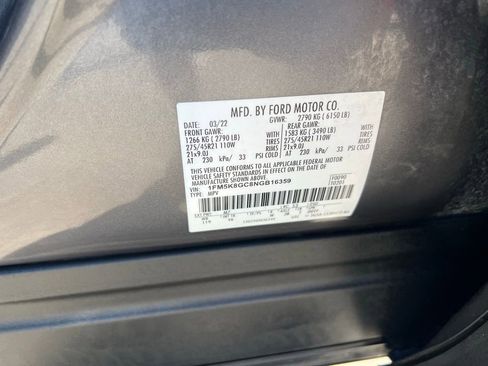 MFD. BY FORD MOTOR CO.
DATE: 03/22 GVWR: 2790 KG ( 6150 LB)
FRONT GAWR: REAR GAWR:
1266 KG ( 2790 LB) 1583 KG ( 3490 LB)
275/45R21 110W TIRES 275/45R21 110W TIRES
21x9.0J RIMS 21x9.0J RIMS
AT 230 kPa/ 33 PSI COLD AT 230 kPa/ 33 PSI COLD
THIS VEHICLE CONFORMS TO ALL APPLICABLE FEDERAL MOTOR
VEHICLE SAFETY STANDARDS IN EFFECT ON THE DATE OF
MANUFACTURE SHOWN ABOVE.
VIN: 1FM5K8GC8NGB16359
TYPE: MPV